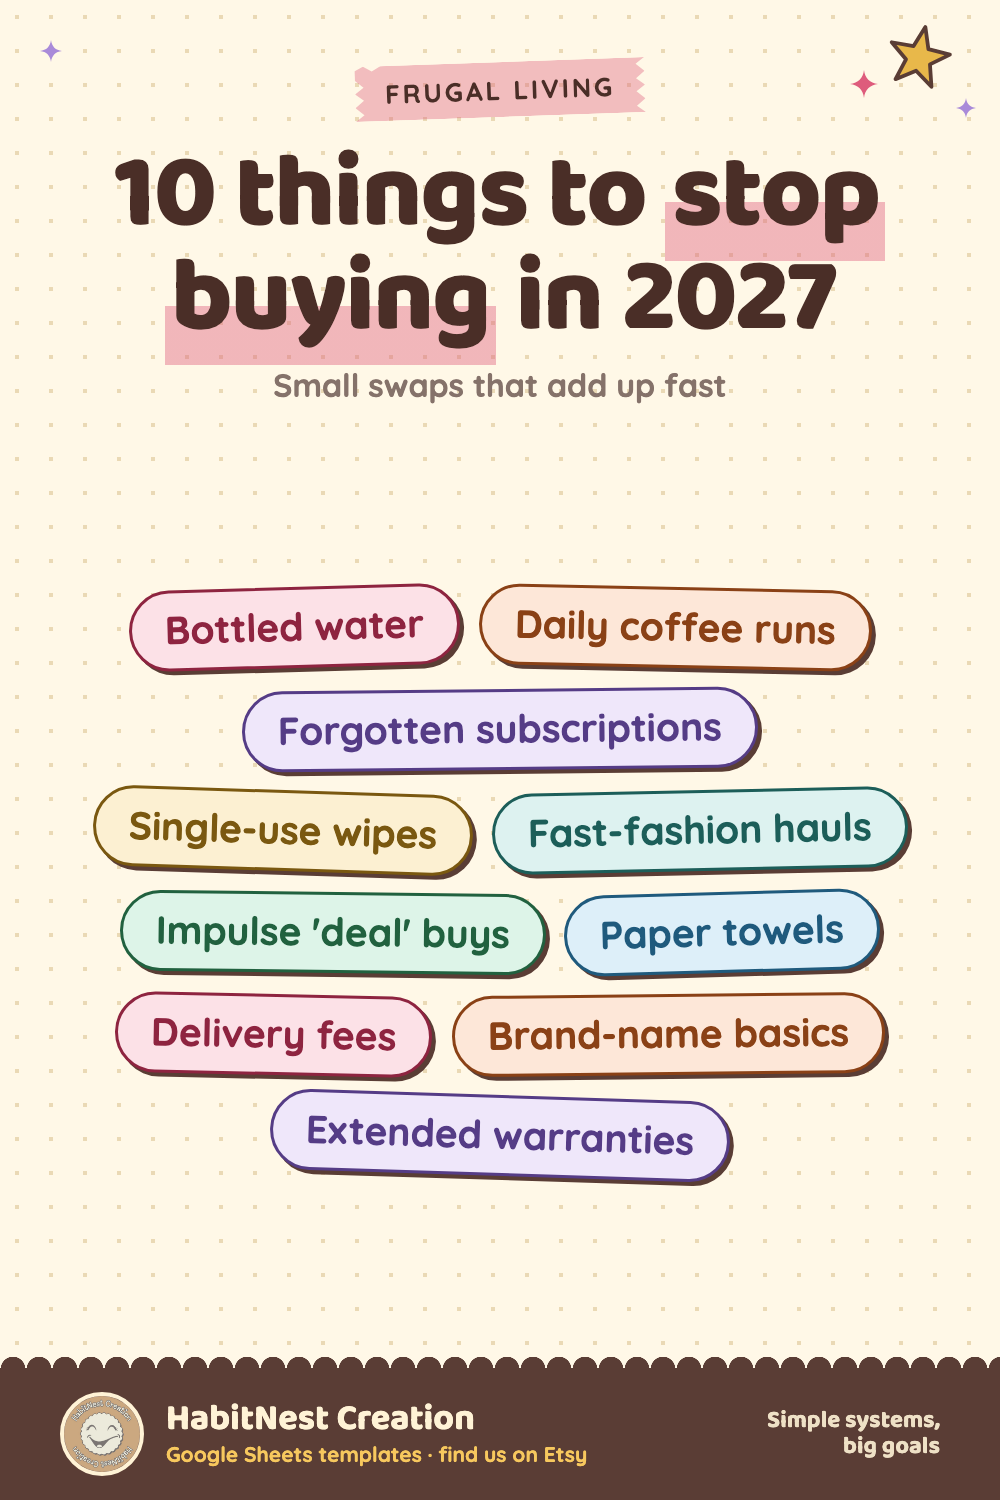 FRUGAL LIVING
10 things to stop
buying in 2027
Small swaps that add up fast
Bottled water
Daily coffee runs
Forgotten subscriptions
Single-use wipes
Fast-fashion hauls
Impulse 'deal' buys
Paper towels
Delivery fees
Brand-name basics
Extended warranties
HabitNest Creation
HabitNest Creation
Google Sheets templates · find us on Etsy
Simple systems,
big goals